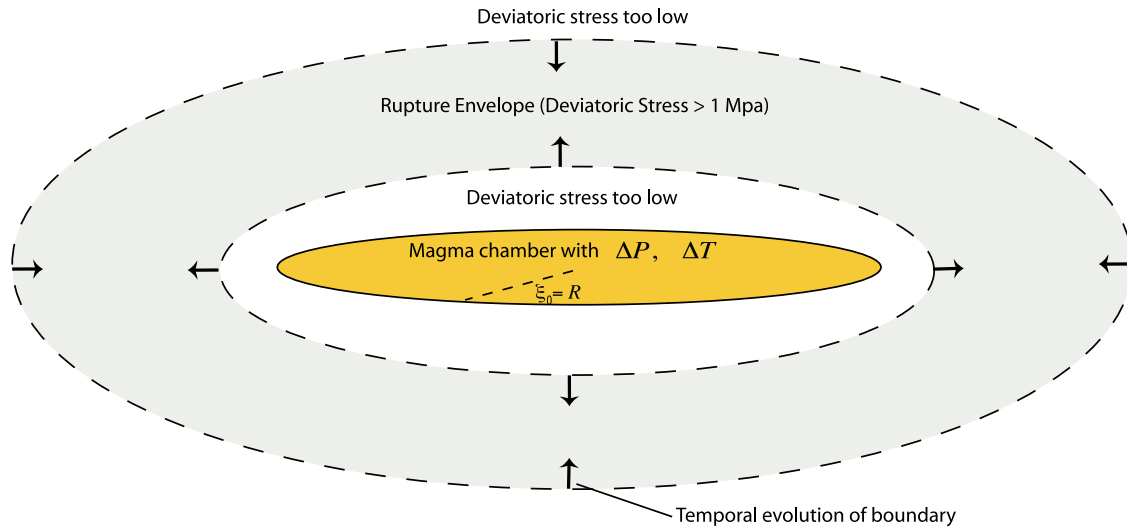 Deviatoric stress too low
Rupture Envelope (Deviatoric Stress > 1 Mpa)
Deviatoric stress too low
Magma chamber with ΔP, ΔT
ξ₀= R
Temporal evolution of boundary